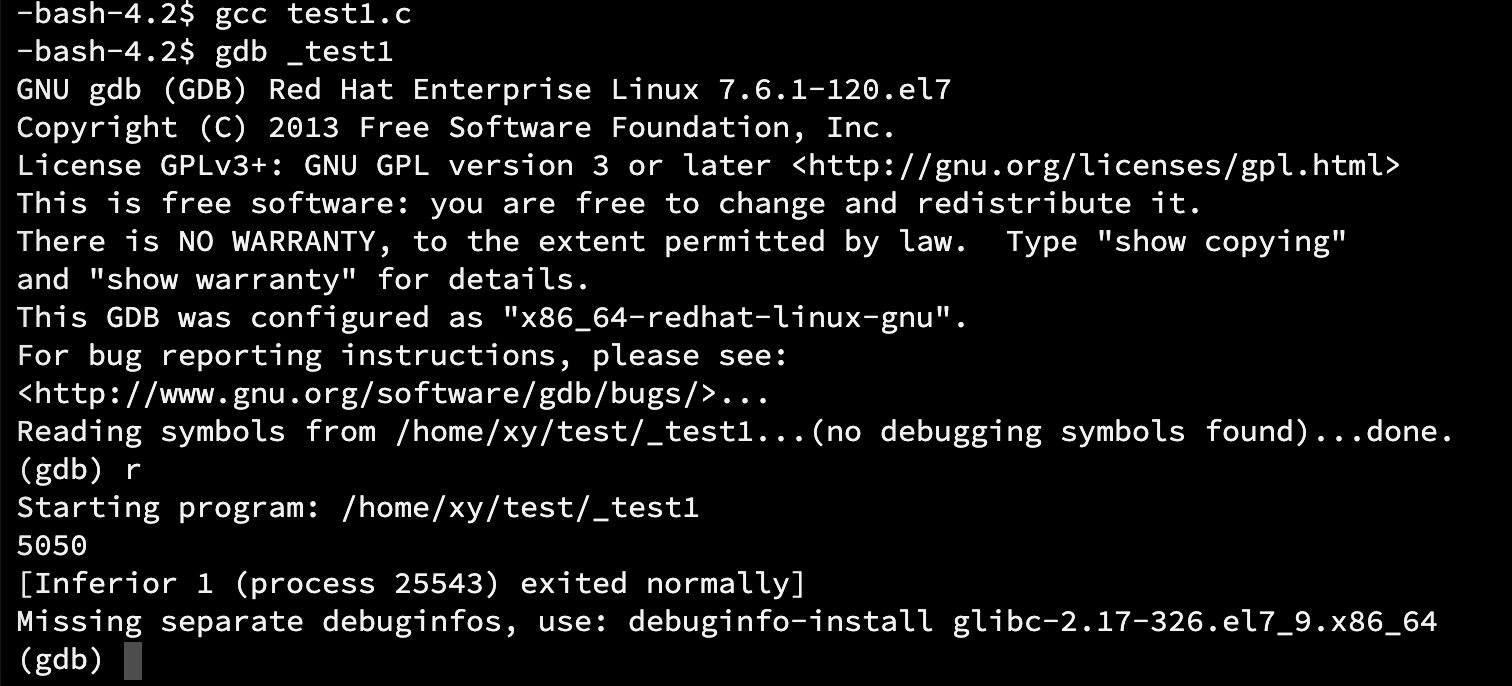 -bash-4.2$ gcc test1.c
-bash-4.2$ gdb _test1
GNU gdb (GDB) Red Hat Enterprise Linux 7.6.1-120.el7
Copyright (C) 2013 Free Software Foundation, Inc.
License GPLv3+: GNU GPL version 3 or later <http://gnu.org/licenses/gpl.html>
This is free software: you are free to change and redistribute it.
There is NO WARRANTY, to the extent permitted by law.  Type "show copying"
and "show warranty" for details.
This GDB was configured as "x86_64-redhat-linux-gnu".
For bug reporting instructions, please see:
<http://www.gnu.org/software/gdb/bugs/>...
Reading symbols from /home/xy/test/_test1...(no debugging symbols found)...done.
(gdb) r
Starting program: /home/xy/test/_test1
5050
[Inferior 1 (process 25543) exited normally]
Missing separate debuginfos, use: debuginfo-install glibc-2.17-326.el7_9.x86_64
(gdb)